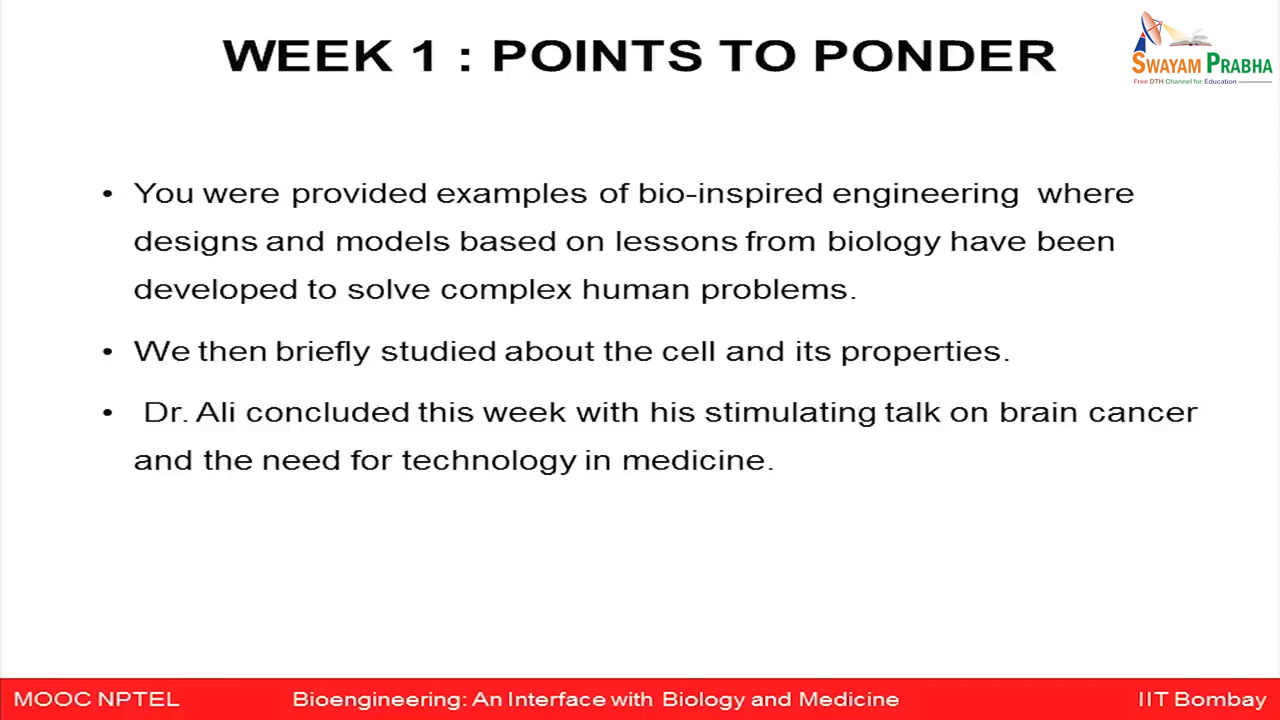 WEEK 1 : POINTS TO PONDER
SWAYAM PRABHA
Free DTH Channel for Education
• You were provided examples of bio-inspired engineering where
designs and models based on lessons from biology have been
developed to solve complex human problems.
• We then briefly studied about the cell and its properties.
• Dr. Ali concluded this week with his stimulating talk on brain cancer
and the need for technology in medicine.
MOOC NPTEL Bioengineering: An Interface with Biology and Medicine IIT Bombay